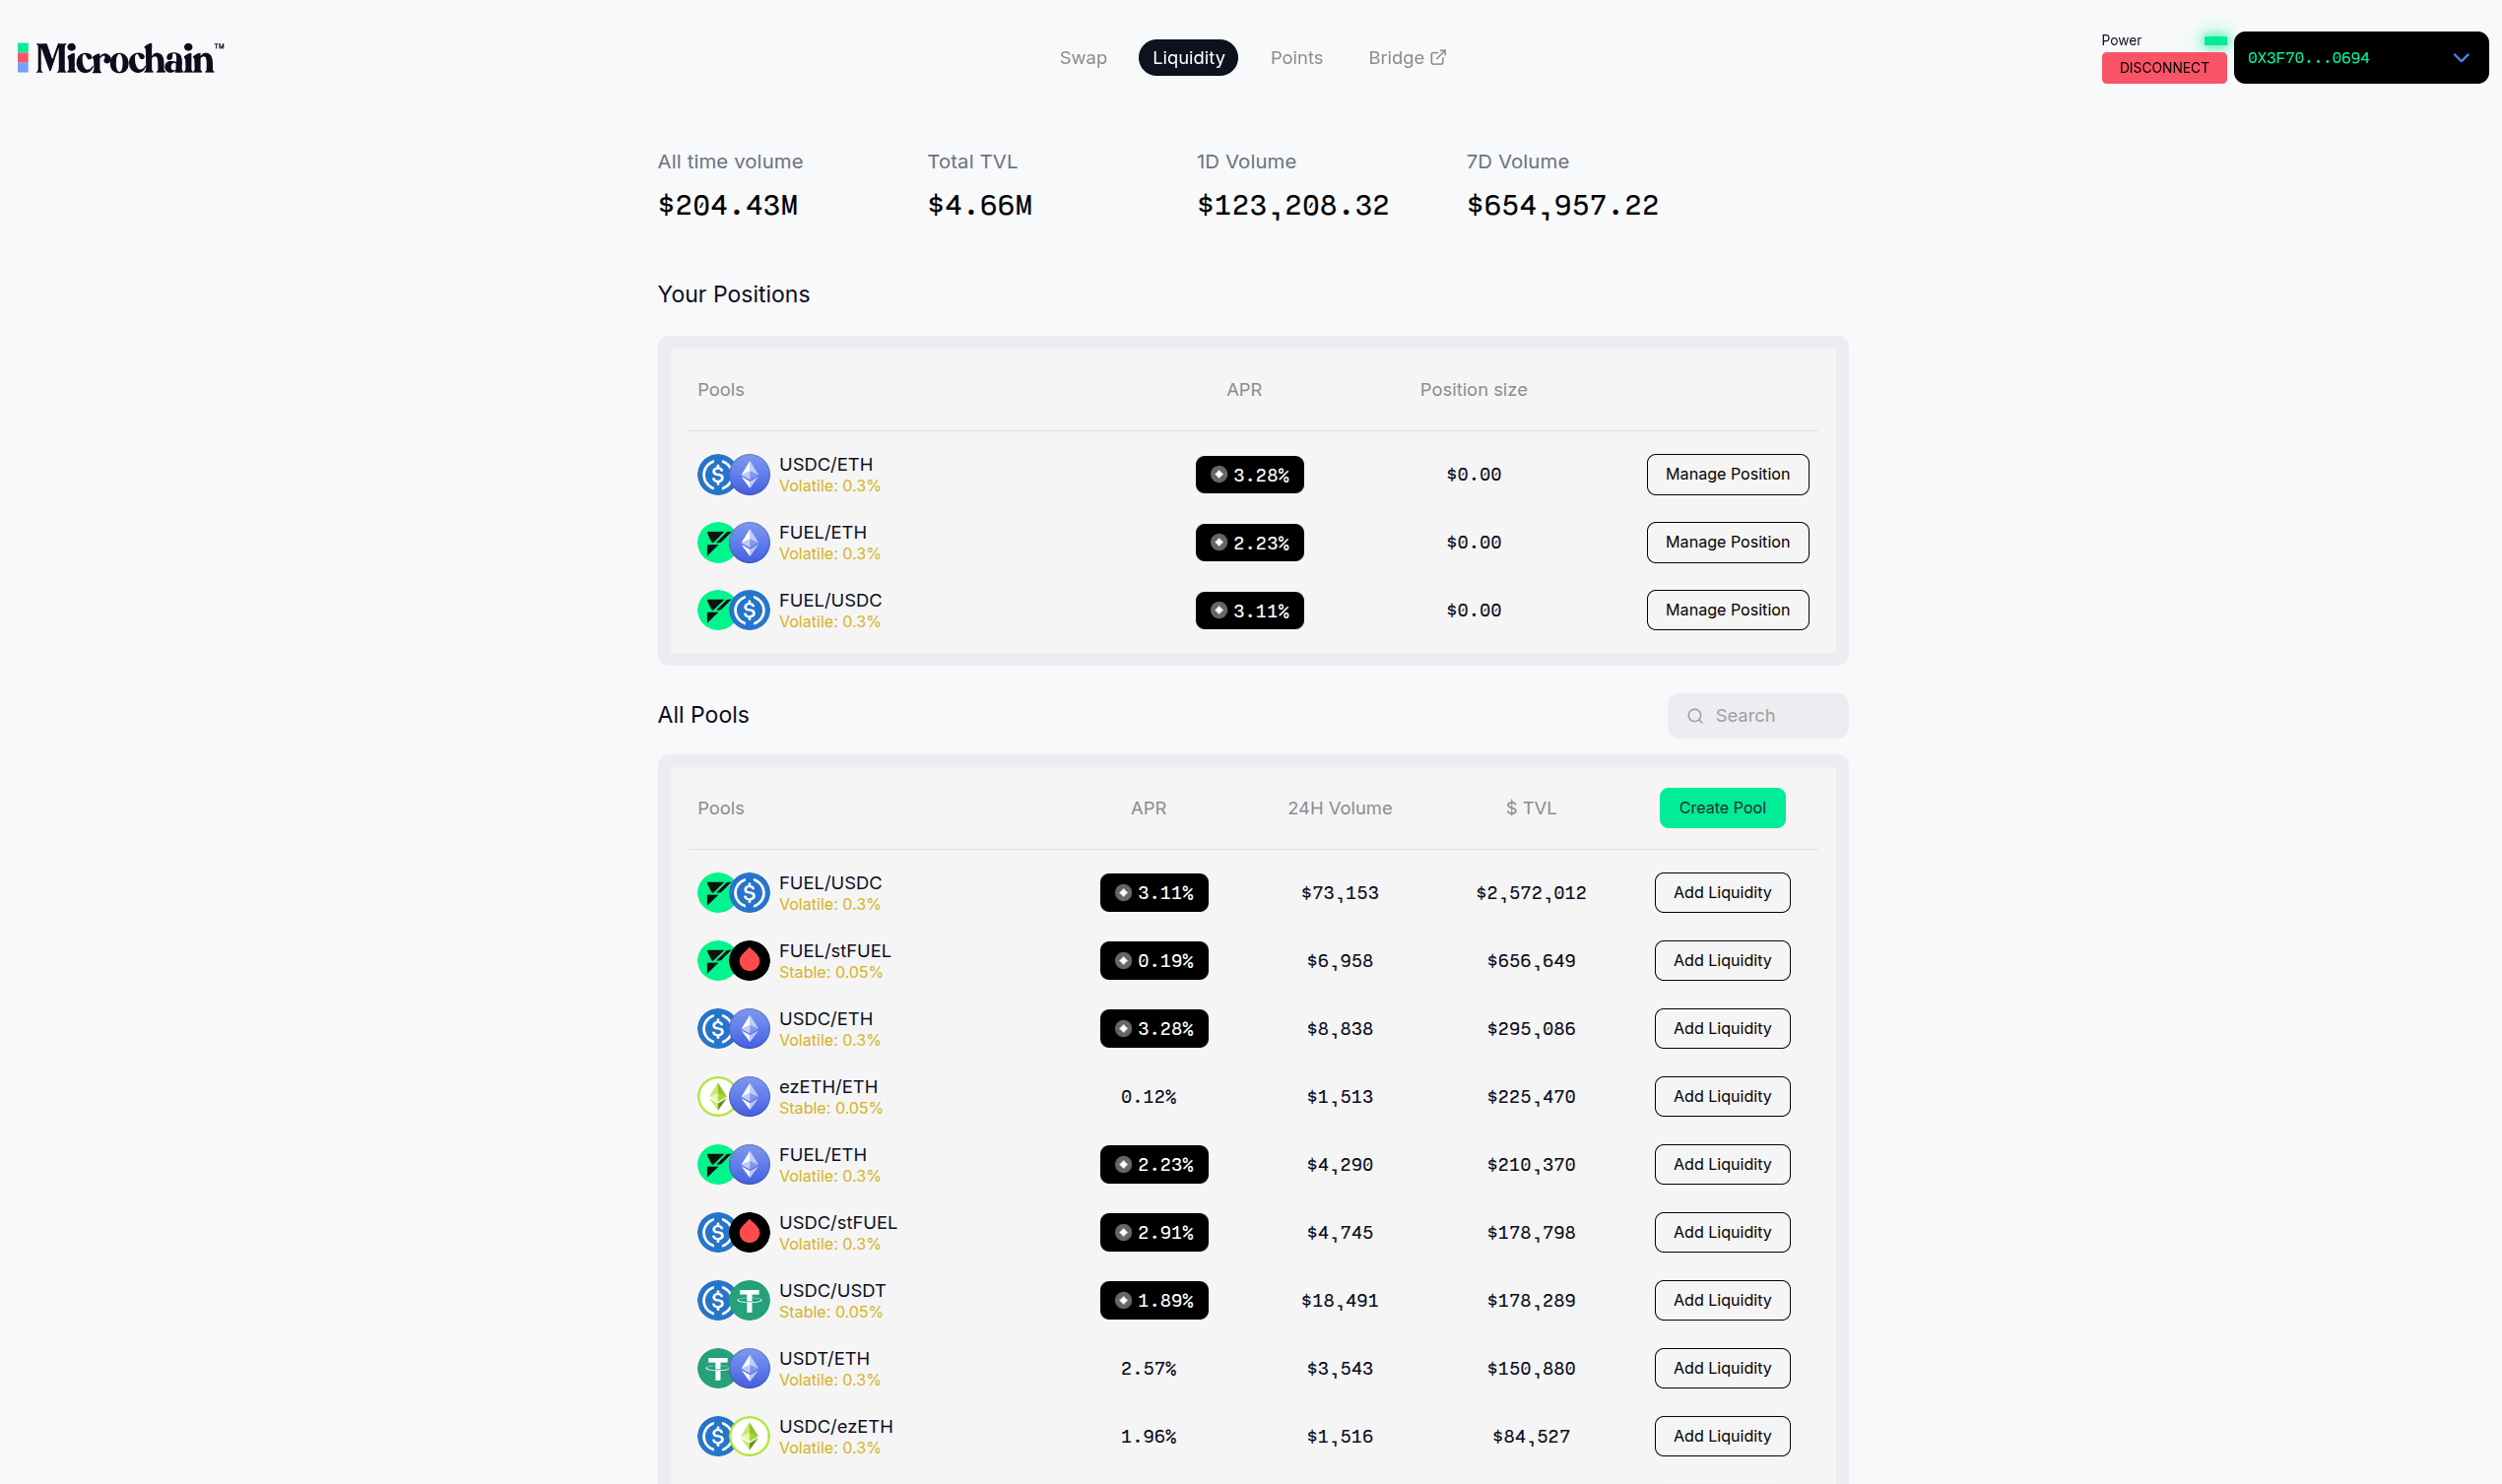 Microchain™
Swap Liquidity Points Bridge
Power
DISCONNECT
0X3F70...0694
All time volume Total TVL 1D Volume 7D Volume
$204.43M $4.66M $123,208.32 $654,957.22
Your Positions
Pools APR Position size
USDC/ETH
Volatile: 0.3%
3.28% $0.00 Manage Position
FUEL/ETH
Volatile: 0.3%
2.23% $0.00 Manage Position
FUEL/USDC
Volatile: 0.3%
3.11% $0.00 Manage Position
All Pools
Search
Pools APR 24H Volume $ TVL Create Pool
FUEL/USDC
Volatile: 0.3%
3.11% $73,153 $2,572,012 Add Liquidity
FUEL/stFUEL
Stable: 0.05%
0.19% $6,958 $656,649 Add Liquidity
USDC/ETH
Volatile: 0.3%
3.28% $8,838 $295,086 Add Liquidity
ezETH/ETH
Stable: 0.05%
0.12% $1,513 $225,470 Add Liquidity
FUEL/ETH
Volatile: 0.3%
2.23% $4,290 $210,370 Add Liquidity
USDC/stFUEL
Volatile: 0.3%
2.91% $4,745 $178,798 Add Liquidity
USDC/USDT
Stable: 0.05%
1.89% $18,491 $178,289 Add Liquidity
USDT/ETH
Volatile: 0.3%
2.57% $3,543 $150,880 Add Liquidity
USDC/ezETH
Volatile: 0.3%
1.96% $1,516 $84,527 Add Liquidity